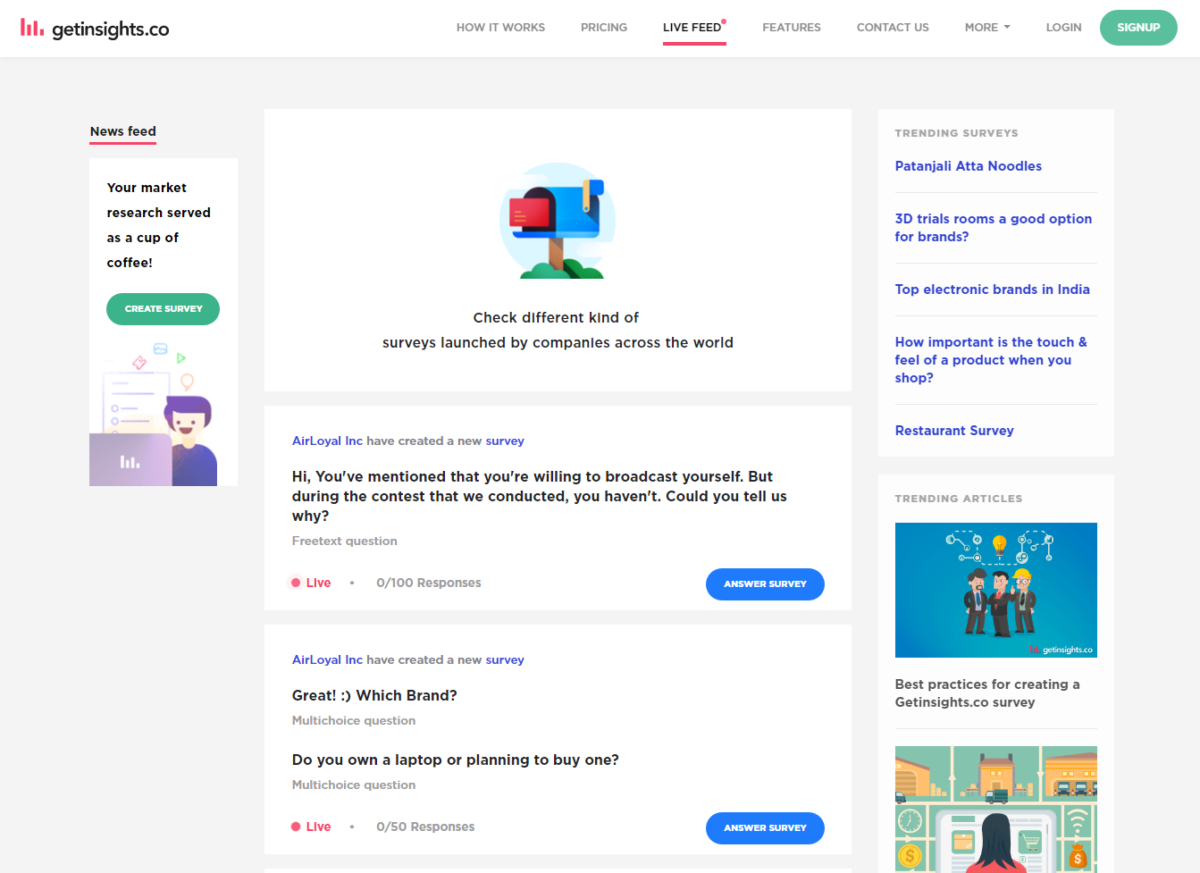 getinsights.co
HOW IT WORKS
PRICING
LIVE FEED
FEATURES
CONTACT US
MORE
LOGIN
SIGNUP
News feed
Your market
research served
as a cup of
coffee!
CREATE SURVEY
Check different kind of
surveys launched by companies across the world
AirLoyal Inc have created a new survey
Hi, You've mentioned that you're willing to broadcast yourself. But
during the contest that we conducted, you haven't. Could you tell us
why?
Freetext question
Live • 0/100 Responses
ANSWER SURVEY
AirLoyal Inc have created a new survey
Great! :) Which Brand?
Multichoice question
Do you own a laptop or planning to buy one?
Multichoice question
Live • 0/50 Responses
ANSWER SURVEY
TRENDING SURVEYS
Patanjali Atta Noodles
3D trials rooms a good option
for brands?
Top electronic brands in India
How important is the touch &
feel of a product when you
shop?
Restaurant Survey
TRENDING ARTICLES
getinsights.co
Best practices for creating a
Getinsights.co survey
$
$